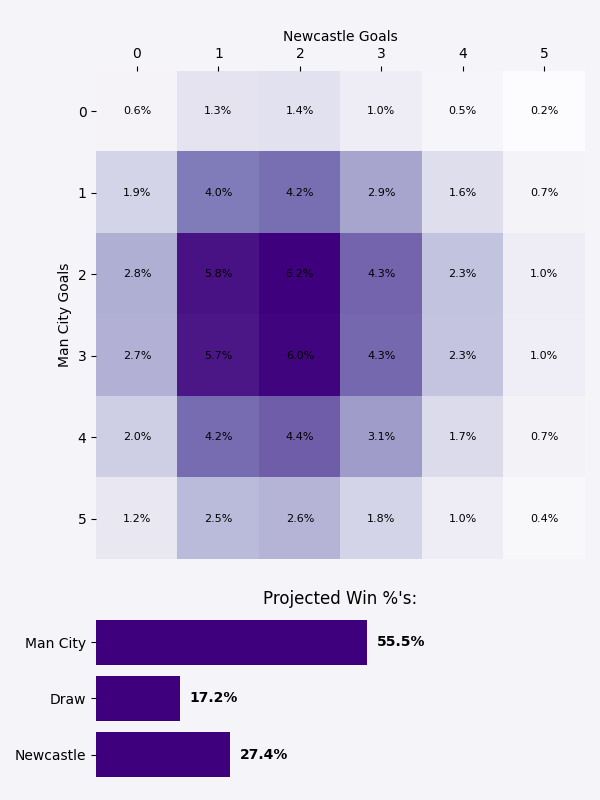 Newcastle Goals
0 1 2 3 4 5
0 0.6% 1.3% 1.4% 1.0% 0.5% 0.2%
1 1.9% 4.0% 4.2% 2.9% 1.6% 0.7%
Man City Goals
2 2.8% 5.8% 6.2% 4.3% 2.3% 1.0%
3 2.7% 5.7% 6.0% 4.3% 2.3% 1.0%
4 2.0% 4.2% 4.4% 3.1% 1.7% 0.7%
5 1.2% 2.5% 2.6% 1.8% 1.0% 0.4%
Projected Win %'s:
Man City 55.5%
Draw 17.2%
Newcastle 27.4%